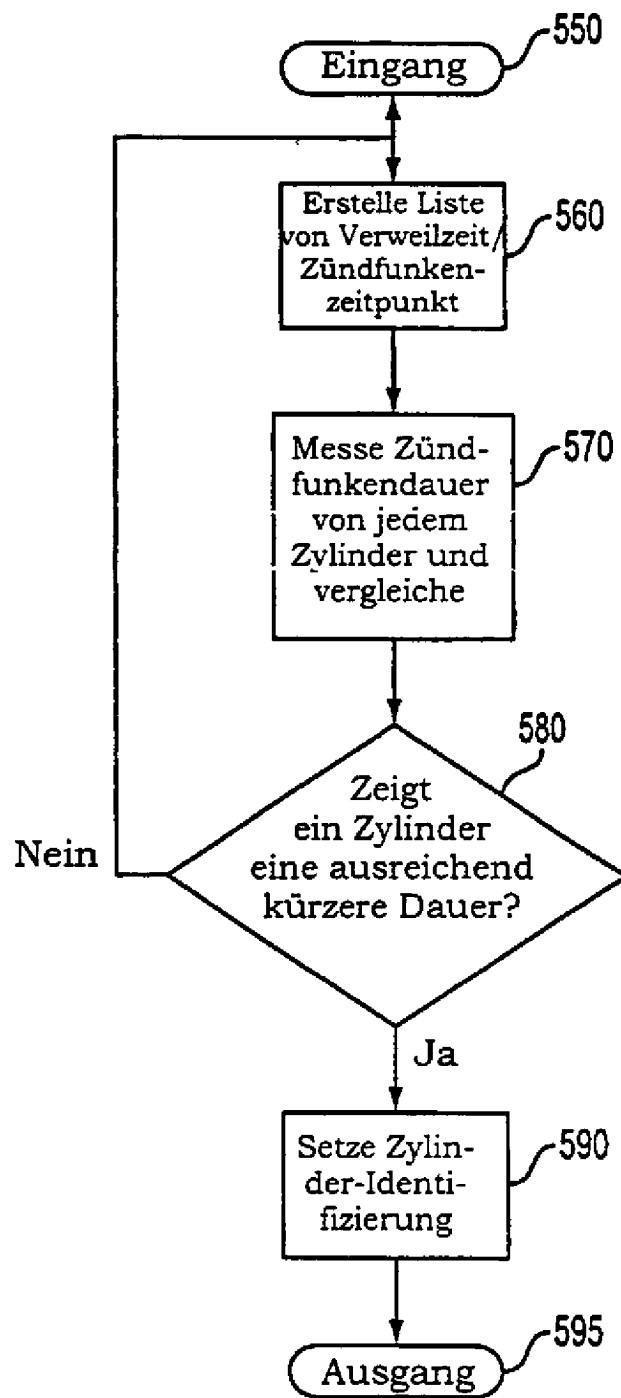 550
Eingang
Erstelle Liste
von Verweilzeit/
Zündfunken-
zeitpunkt
560
Messe Zünd-
funkendauer
von jedem
Zylinder und
vergleiche
570
580
Zeigt
ein Zylinder
eine ausreichend
kürzere Dauer?
Nein
Ja
Setze Zylin-
der-Identi-
fizierung
590
595
Ausgang